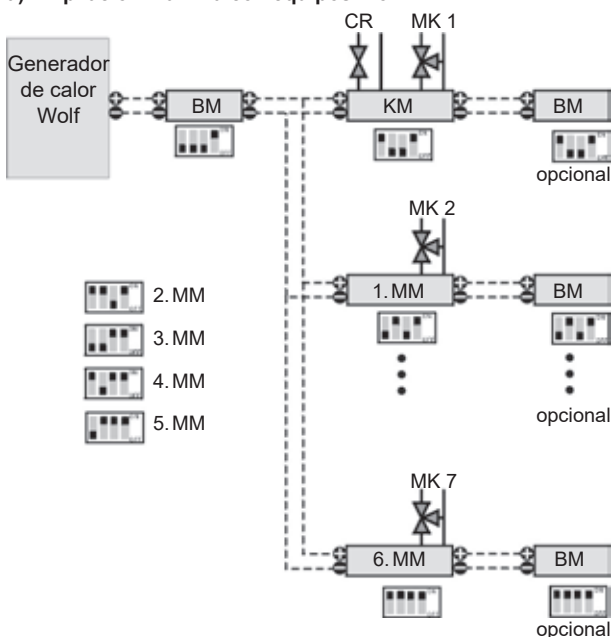 CR
MK 1
Generador
de calor
Wolf
BM
KM
BM
opcional
MK 2
1. MM
BM
2. MM
3. MM
4. MM
5. MM
opcional
MK 7
6. MM
BM
opcional